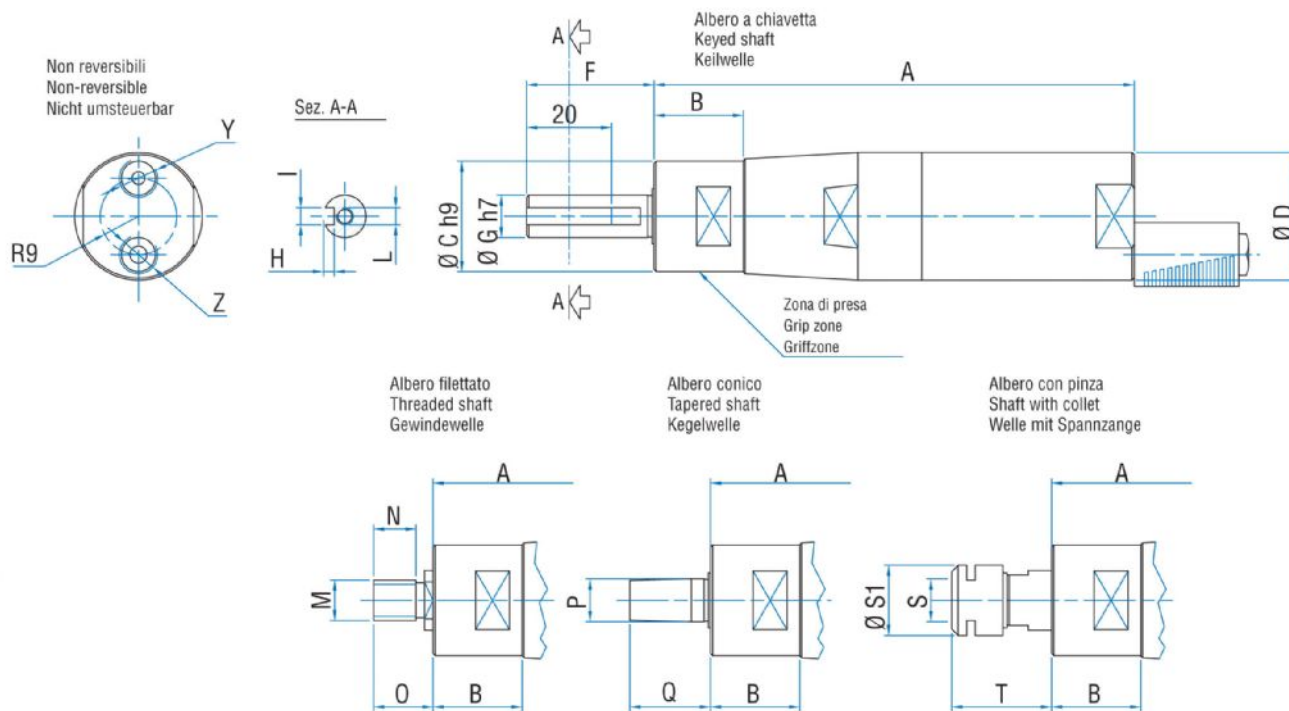 Non reversibili
Non-reversible
Nicht umsteuerbar
Y
R9
Z
Sez. A-A
I
H
L
Albero a chiavetta
Keyed shaft
Keilwelle
A
F
A
B
20
Ø C h9
Ø G h7
Ø D
A
Zona di presa
Grip zone
Griffzone
Albero filettato
Threaded shaft
Gewindewelle
A
N
M
O
B
Albero conico
Tapered shaft
Kegelwelle
A
P
Q
B
Albero con pinza
Shaft with collet
Welle mit Spannzange
A
Ø S1
S
T
B